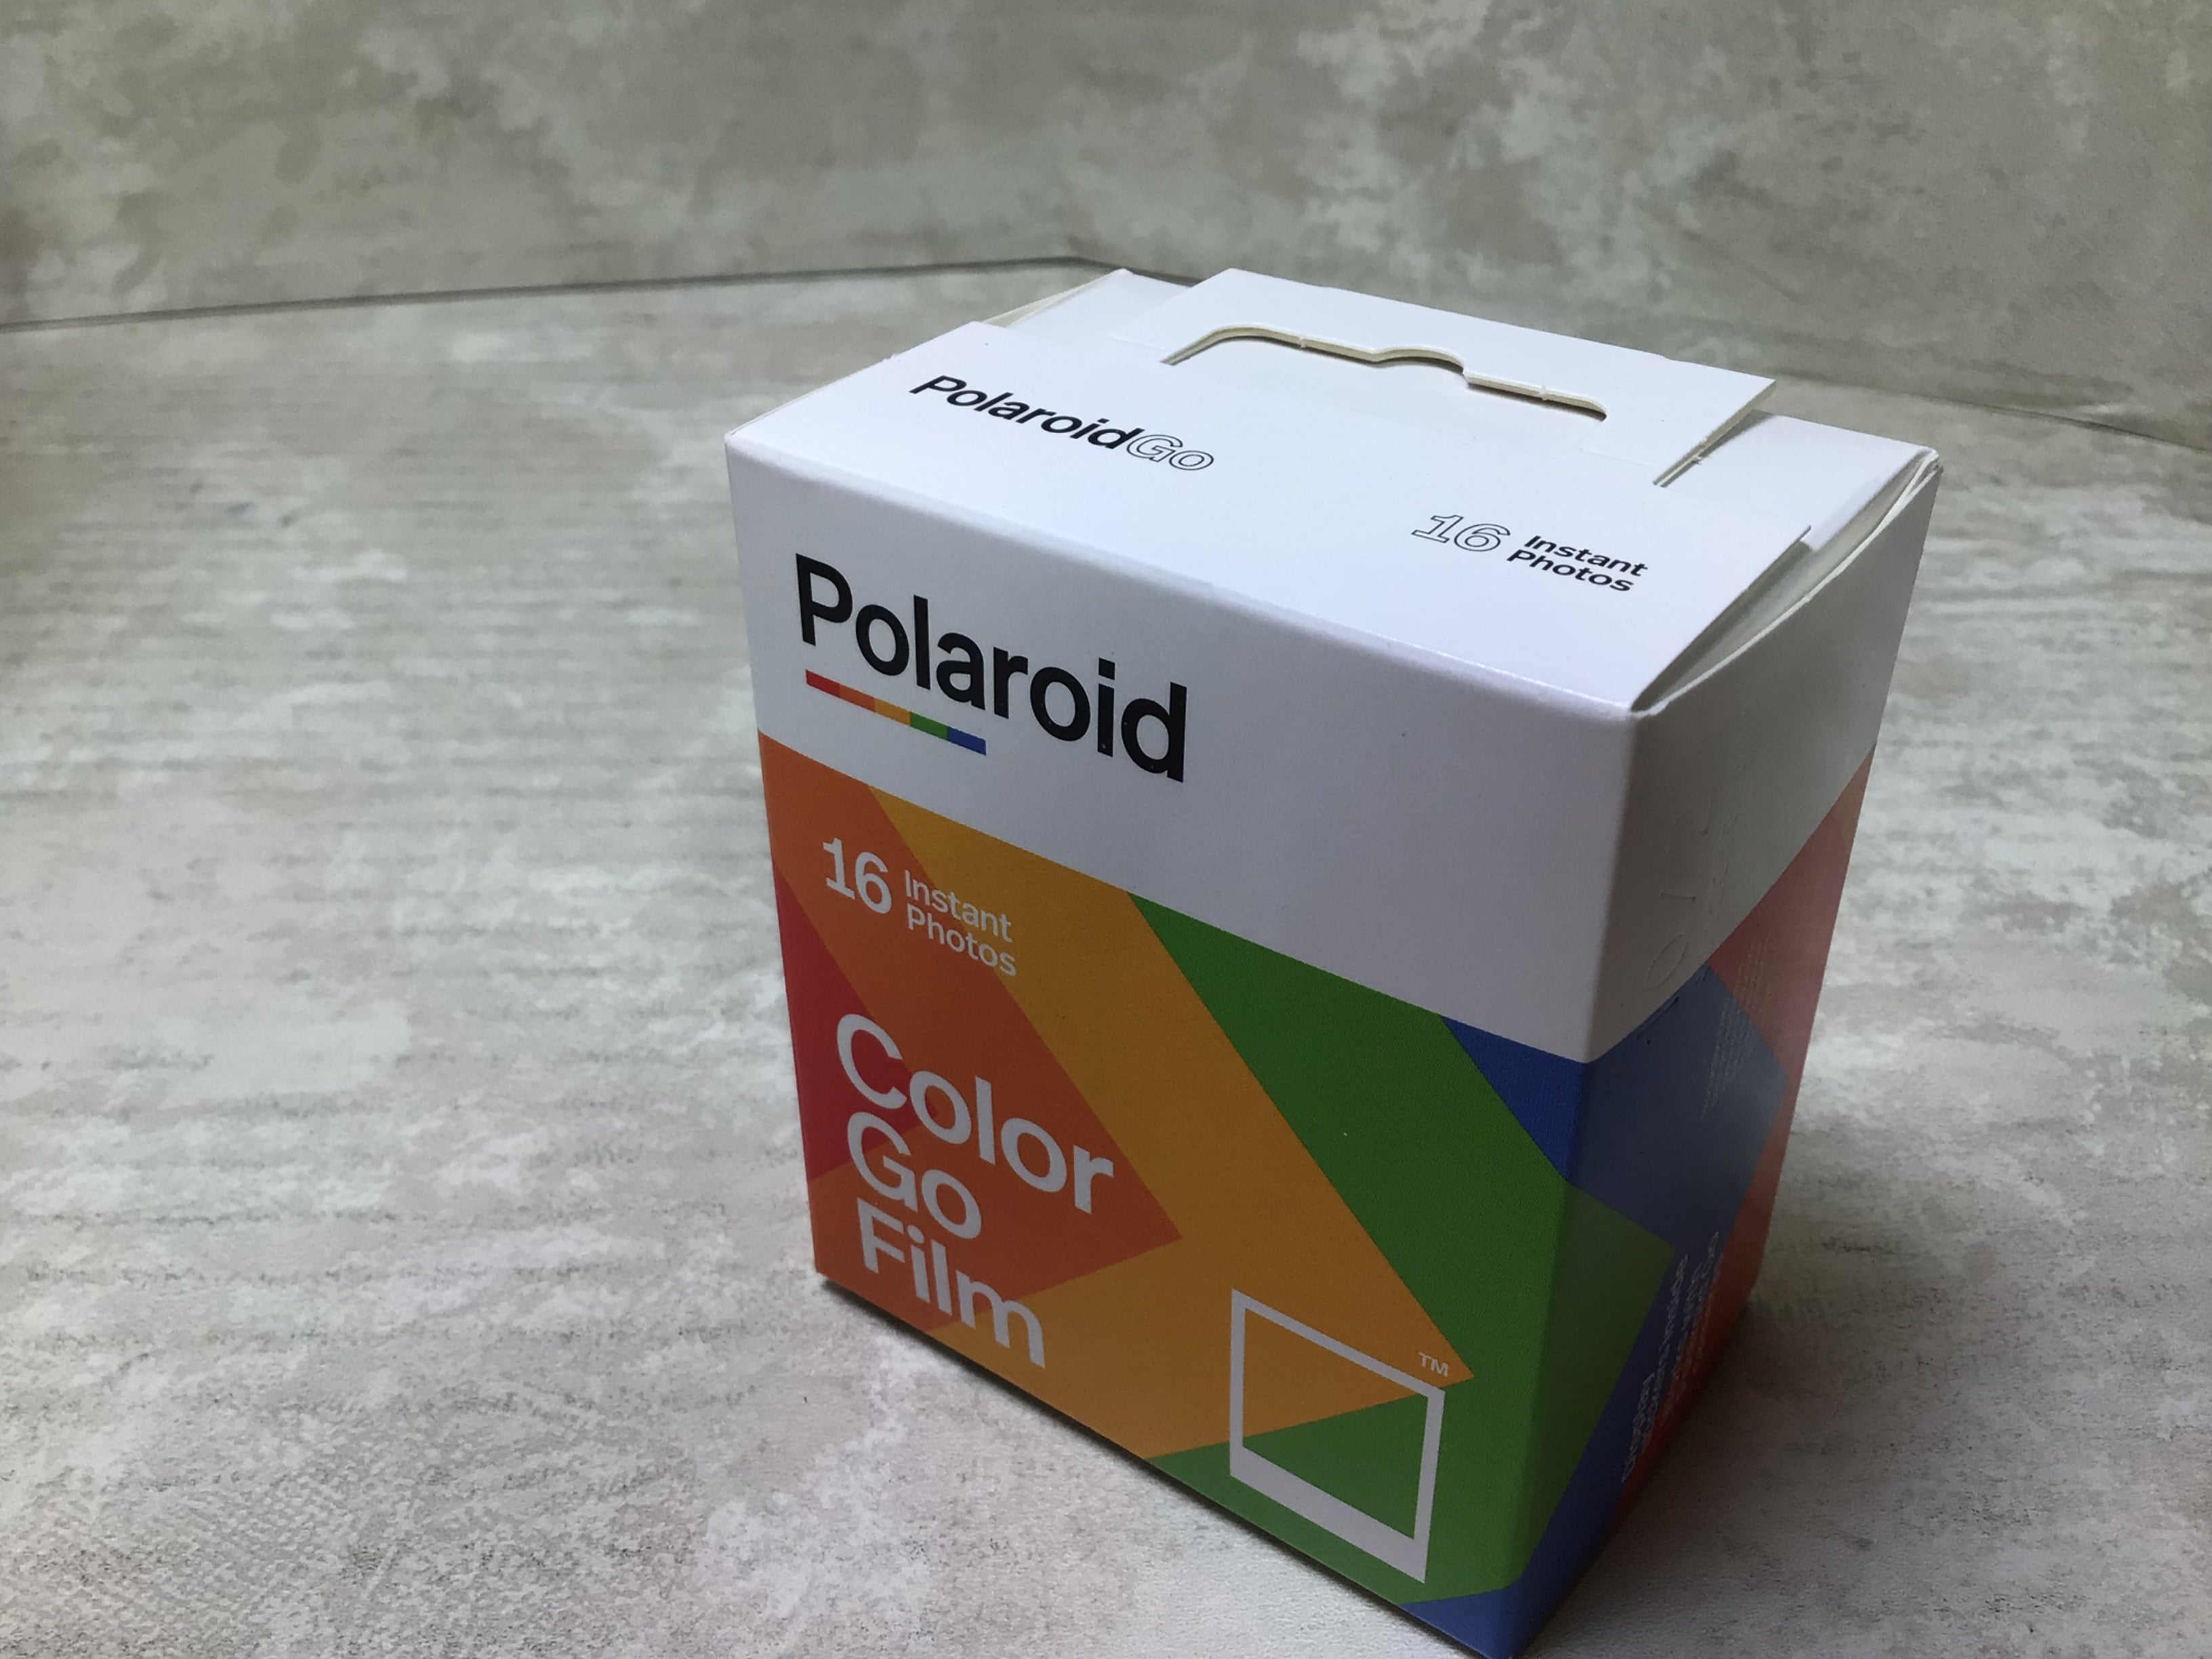 PolaroidGo
16 Instant
Photos
Polaroid
16 Instant
Photos
Color
Go
Film
TM